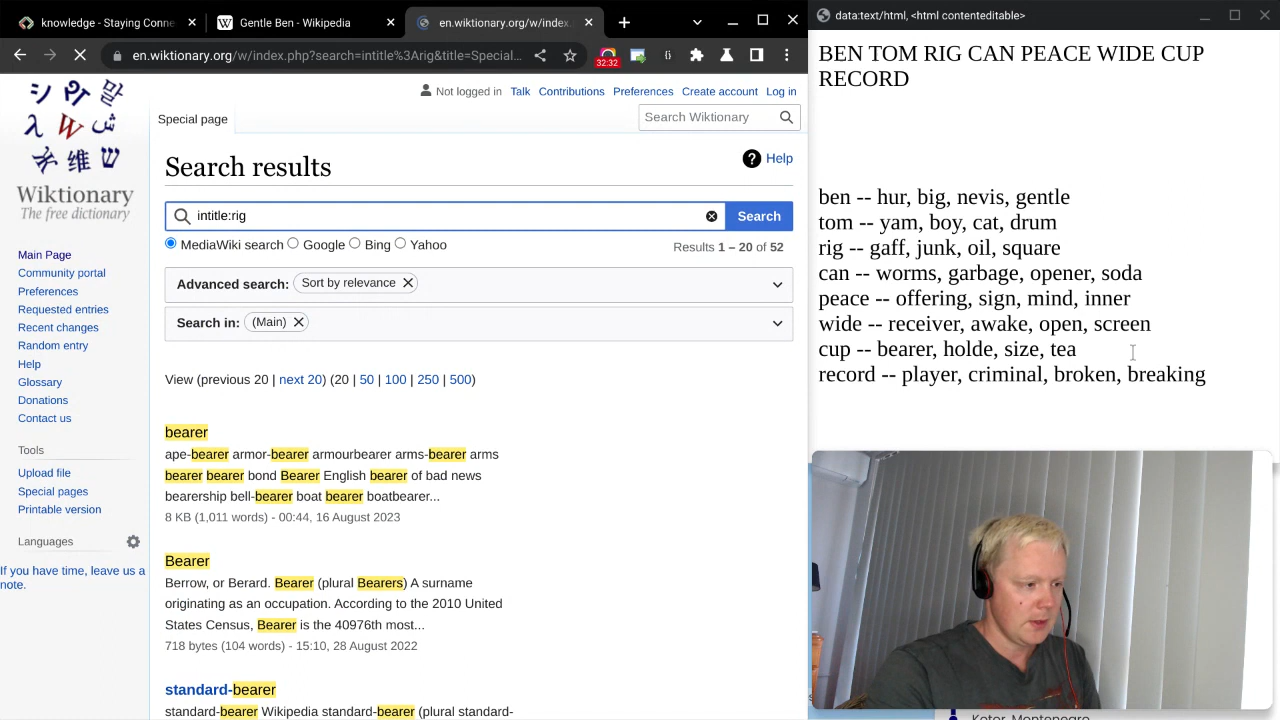 knowledge - Staying Conne
Gentle Ben - Wikipedia
en.wiktionary.org/w/index.
data:text/html, <html contenteditable>
en.wiktionary.org/w/index.php?search=intitle%3Arig&title=Special...
32:32
BEN TOM RIG CAN PEACE WIDE CUP
RECORD
Not logged in Talk Contributions Preferences Create account Log in
Special page
Search Wiktionary
Wiktionary
The free dictionary
Main Page
Community portal
Preferences
Requested entries
Recent changes
Random entry
Help
Glossary
Donations
Contact us
Tools
Upload file
Special pages
Printable version
Languages
If you have time, leave us a
note.
Search results
Help
intitle:rig
Search
MediaWiki search Google Bing Yahoo
Results 1 – 20 of 52
Advanced search: Sort by relevance
Search in: (Main)
View (previous 20 | next 20) (20 | 50 | 100 | 250 | 500)
bearer
ape-bearer armor-bearer armourbearer arms-bearer arms
bearer bearer bond Bearer English bearer of bad news
bearership bell-bearer boat bearer boatbearer...
8 KB (1,011 words) - 00:44, 16 August 2023
Bearer
Berrow, or Berard. Bearer (plural Bearers) A surname
originating as an occupation. According to the 2010 United
States Census, Bearer is the 40976th most...
718 bytes (104 words) - 15:10, 28 August 2022
standard-bearer
standard-bearer Wikipedia standard-bearer (plural standard-
ben -- hur, big, nevis, gentle
tom -- yam, boy, cat, drum
rig -- gaff, junk, oil, square
can -- worms, garbage, opener, soda
peace -- offering, sign, mind, inner
wide -- receiver, awake, open, screen
cup -- bearer, holde, size, tea
record -- player, criminal, broken, breaking
Kotor, Montenegro